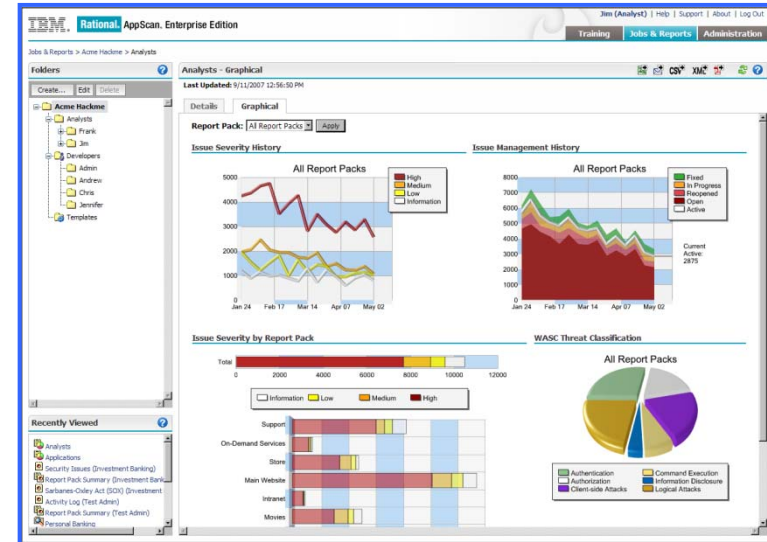 Jim (Analyst) | Help | Support | About | Log Out
IBM. Rational. AppScan. Enterprise Edition
Training Jobs & Reports Administration
Jobs & Reports > Acme Hackme > Analysts
Folders
Create... Edit Delete
Acme Hackme
Analysts
Frank
Jim
Developers
Admin
Andrew
Chris
Jennifer
Templates
Recently Viewed
Analysts
Applications
Security Issues (Investment Banking)
Report Pack Summary (Investment Bank
Sarbanes-Oxley Act (SOX) (Investment
Activity Log (Test Admin)
Report Pack Summary (Test Admin)
Personal Banking
Analysts - Graphical
CSV XML
Last Updated: 9/11/2007 12:56:50 PM
Details Graphical
Report Pack: All Report Packs Apply
Issue Severity History
All Report Packs
5000
4000
3000
2000
1000
0
Jan 24 Feb 17 Mar 14 Apr 07 May 02
High
Medium
Low
Information
Issue Management History
All Report Packs
8000
7000
6000
5000
4000
3000
2000
1000
0
Jan 24 Feb 17 Mar 14 Apr 07 May 02
Fixed
In Progress
Reopened
Open
Active
Current
Active:
2875
Issue Severity by Report Pack
Total
0 2000 4000 6000 8000 10000 12000
Information Low Medium High
Support
On-Demand Services
Store
Main Website
Intranet
Movies
WASC Threat Classification
All Report Packs
Authentication Command Execution
Authorization Information Disclosure
Client-side Attacks Logical Attacks